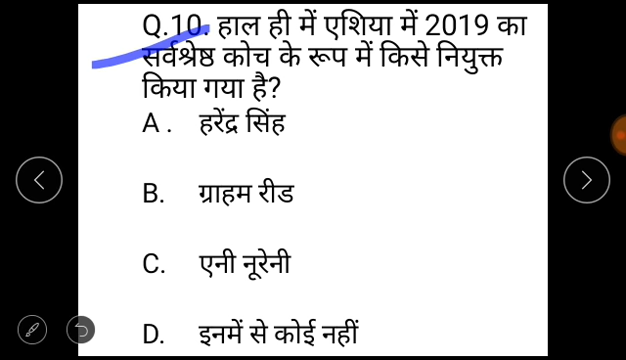 Q.10. हाल ही में एशिया में 2019 का
सर्वश्रेष्ठ कोच के रूप में किसे नियुक्त
किया गया है?
A . हरेंद्र सिंह
B. ग्राहम रीड
C. एनी नूरेनी
D. इनमें से कोई नहीं